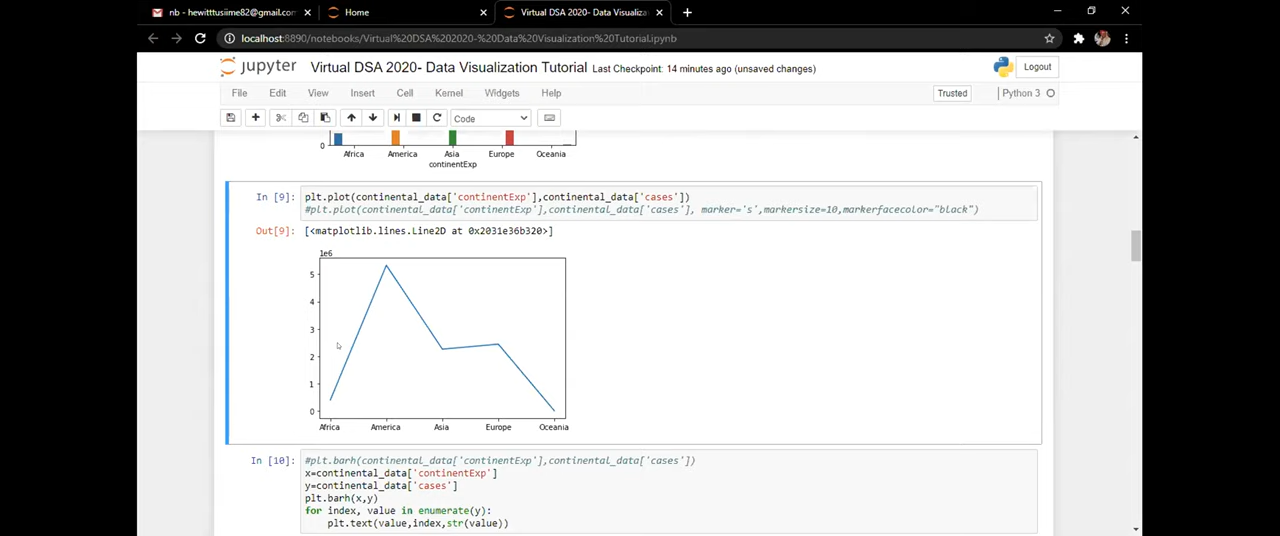 nb - hewitttusiime82@gmail.com
Home
Virtual DSA 2020- Data Visualiza
localhost:8890/notebooks/Virtual%20DSA%202020-%20Data%20Visualization%20Tutorial.ipynb
jupyter Virtual DSA 2020- Data Visualization Tutorial Last Checkpoint: 14 minutes ago (unsaved changes)
Logout
File Edit View Insert Cell Kernel Widgets Help
Trusted
Python 3
Code
0
Africa America Asia Europe Oceania
continentExp
In [9]: plt.plot(continental_data['continentExp'],continental_data['cases'])
#plt.plot(continental_data['continentExp'],continental_data['cases'], marker='s',markersize=10,markerfacecolor="black")
Out[9]: [<matplotlib.lines.Line2D at 0x2031e36b320>]
1e6
5
4
3
2
1
0
Africa America Asia Europe Oceania
In [10]: #plt.barh(continental_data['continentExp'],continental_data['cases'])
x=continental_data['continentExp']
y=continental_data['cases']
plt.barh(x,y)
for index, value in enumerate(y):
    plt.text(value,index,str(value))